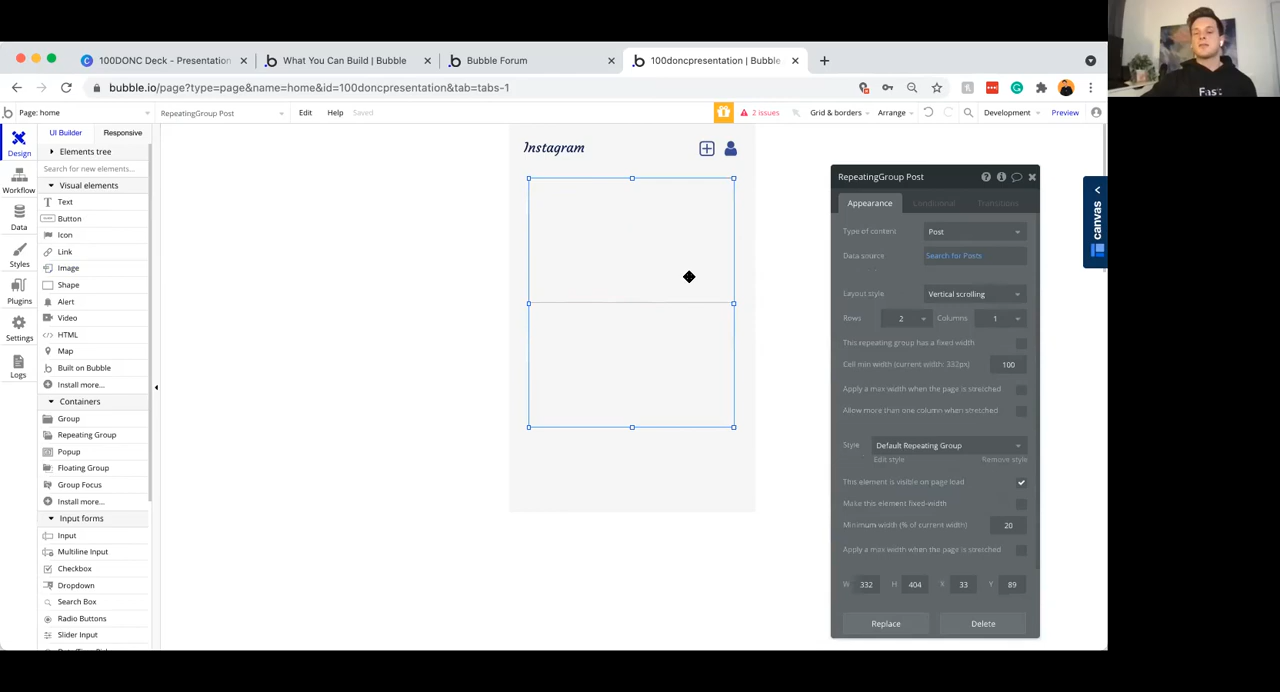 100DONC Deck - Presentation
What You Can Build | Bubble
Bubble Forum
100doncpresentation | Bubble
bubble.io/page?type=page&name=home&id=100doncpresentation&tab=tabs-1
Page: home
RepeatingGroup Post
Edit
Help
Saved
2 issues
Grid & borders
Arrange
Development
Preview
Design
Workflow
Data
Styles
Plugins
Settings
Logs
UI Builder
Responsive
Elements tree
Search for new elements...
Visual elements
Text
Button
Icon
Link
Image
Shape
Alert
Video
HTML
Map
Built on Bubble
Install more...
Containers
Group
Repeating Group
Popup
Floating Group
Group Focus
Install more...
Input forms
Input
Multiline Input
Checkbox
Dropdown
Search Box
Radio Buttons
Slider Input
Instagram
RepeatingGroup Post
Appearance
Conditional
Transitions
Type of content
Post
Data source
Search for Posts
Layout style
Vertical scrolling
Rows
2
Columns
1
This repeating group has a fixed width
Cell min width (current width: 332px)
100
Apply a max width when the page is stretched
Allow more than one column when stretched
Style
Default Repeating Group
Edit style
Remove style
This element is visible on page load
Make this element fixed-width
Minimum width (% of current width)
20
Apply a max width when the page is stretched
W
332
H
404
X
33
Y
89
Replace
Delete
canvas
Fast